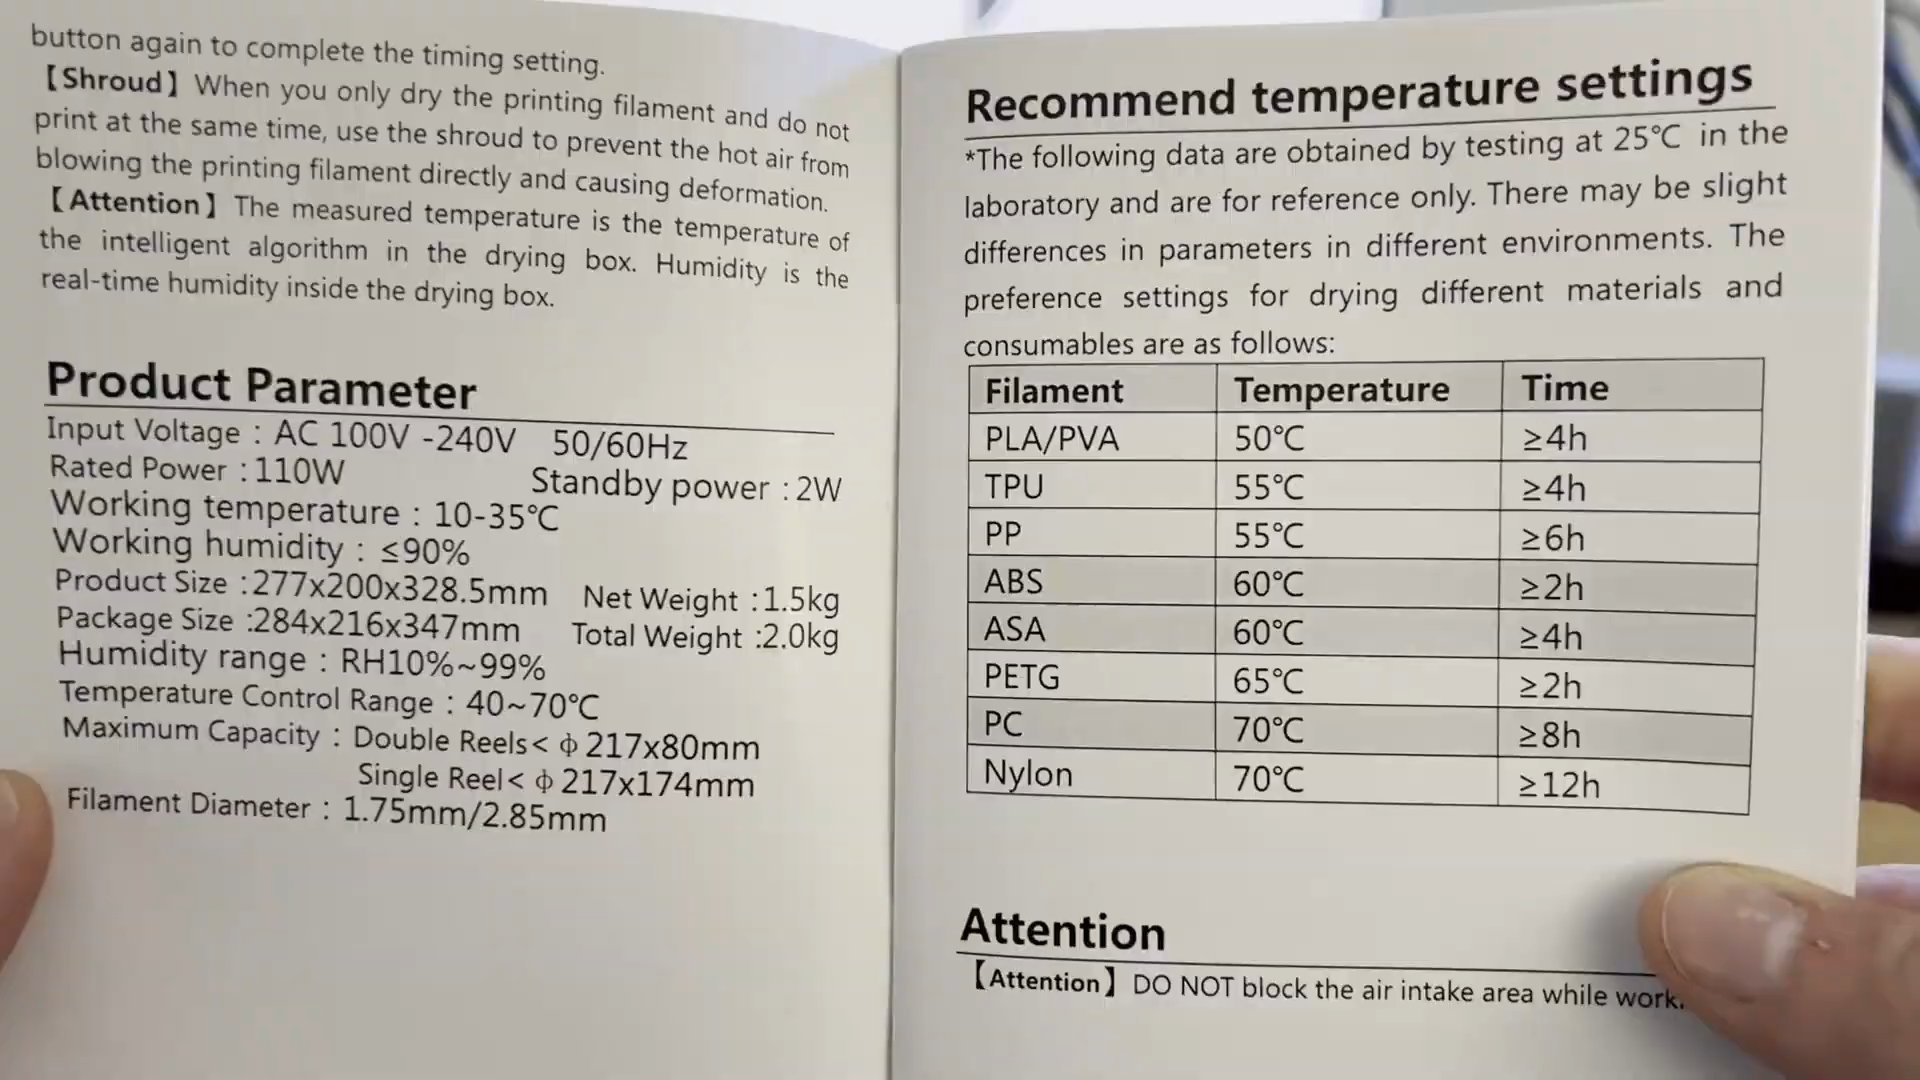 button again to complete the timing setting.
【Shroud】When you only dry the printing filament and do not
print at the same time, use the shroud to prevent the hot air from
blowing the printing filament directly and causing deformation.
【Attention】The measured temperature is the temperature of
the intelligent algorithm in the drying box. Humidity is the
real-time humidity inside the drying box.
Product Parameter
Input Voltage : AC 100V -240V 50/60Hz
Rated Power :110W Standby power :2W
Working temperature : 10-35℃
Working humidity : ≤90%
Product Size :277x200x328.5mm Net Weight :1.5kg
Package Size :284x216x347mm Total Weight :2.0kg
Humidity range : RH10%~99%
Temperature Control Range : 40~70℃
Maximum Capacity : Double Reels< ϕ 217x80mm
Single Reel< ϕ 217x174mm
Filament Diameter : 1.75mm/2.85mm
Recommend temperature settings
*The following data are obtained by testing at 25℃ in the
laboratory and are for reference only. There may be slight
differences in parameters in different environments. The
preference settings for drying different materials and
consumables are as follows:
Filament Temperature Time
PLA/PVA 50℃ ≥4h
TPU 55℃ ≥4h
PP 55℃ ≥6h
ABS 60℃ ≥2h
ASA 60℃ ≥4h
PETG 65℃ ≥2h
PC 70℃ ≥8h
Nylon 70℃ ≥12h
Attention
【Attention】DO NOT block the air intake area while work.